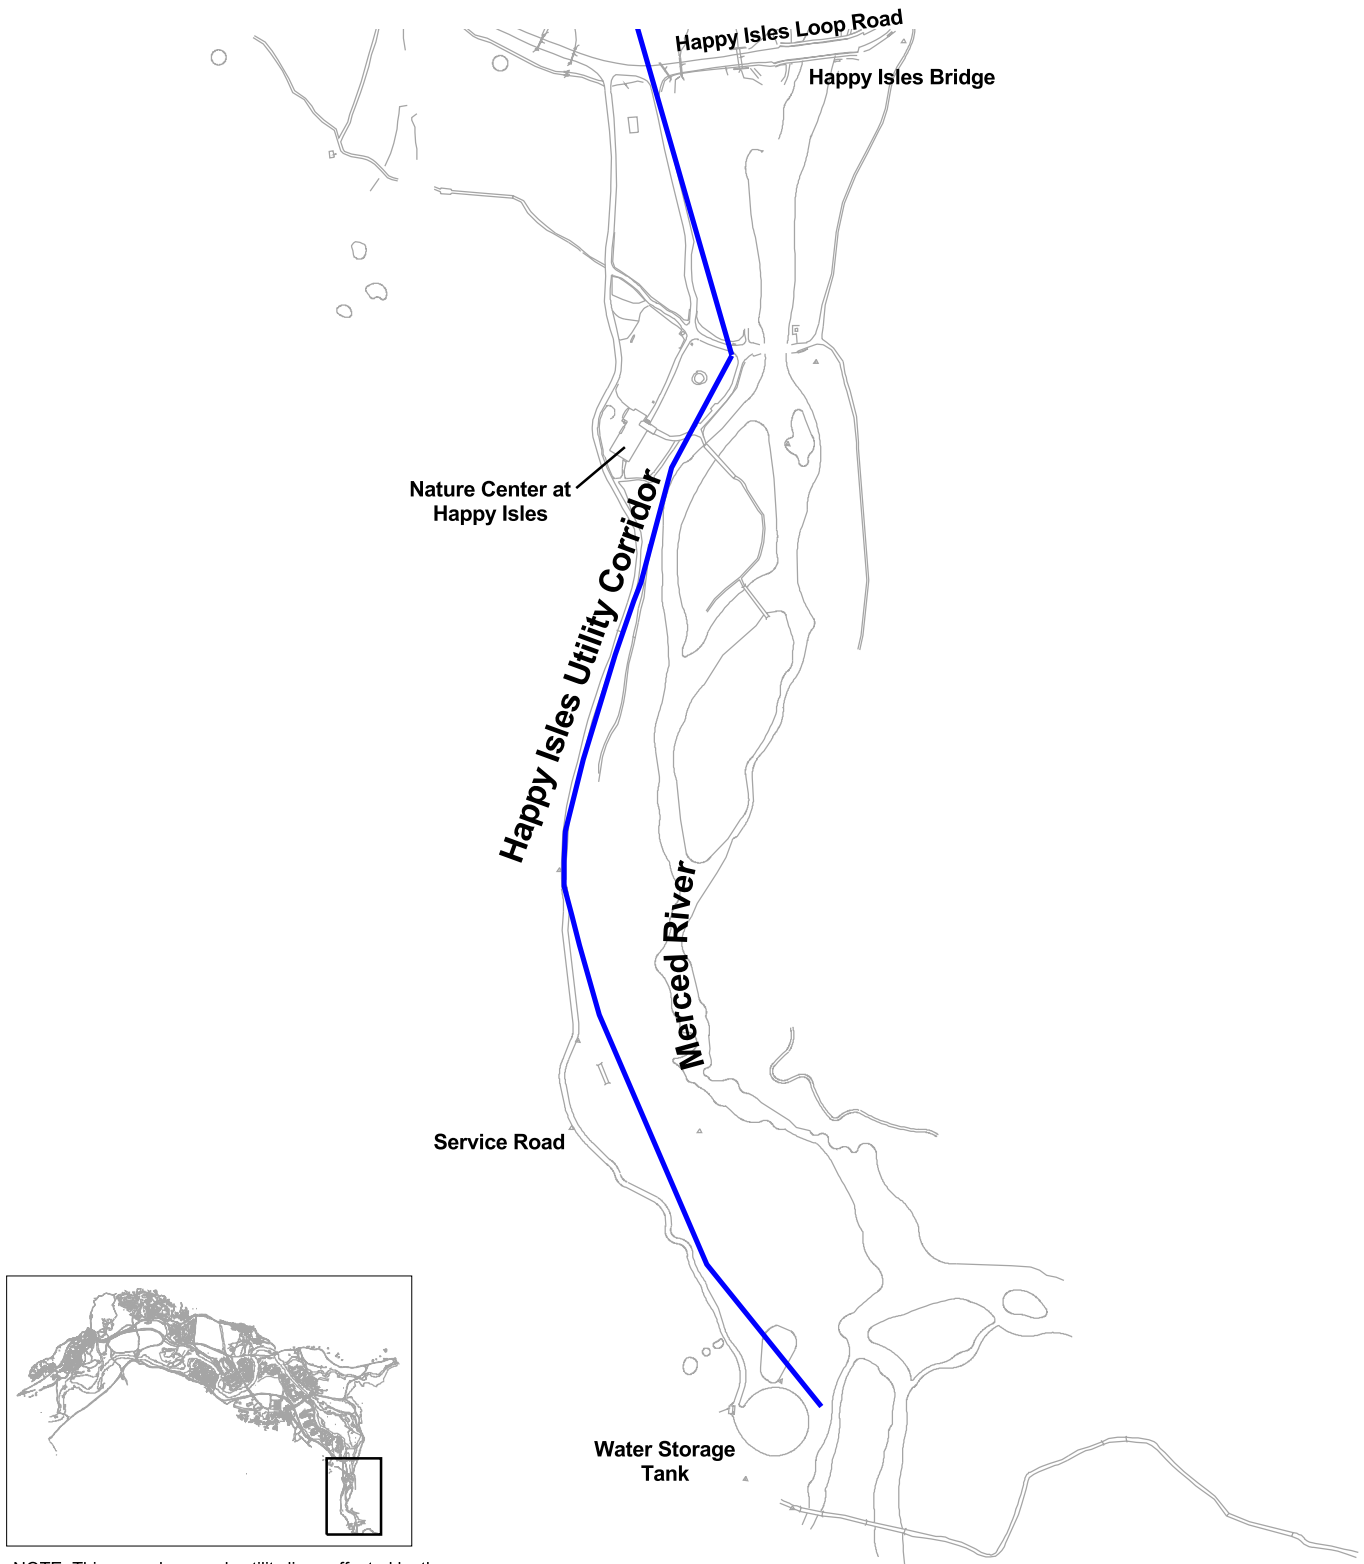 Happy Isles Loop Road
Happy Isles Bridge
Nature Center at
Happy Isles
Happy Isles Utility Corridor
Merced River
Service Road
Water Storage
Tank